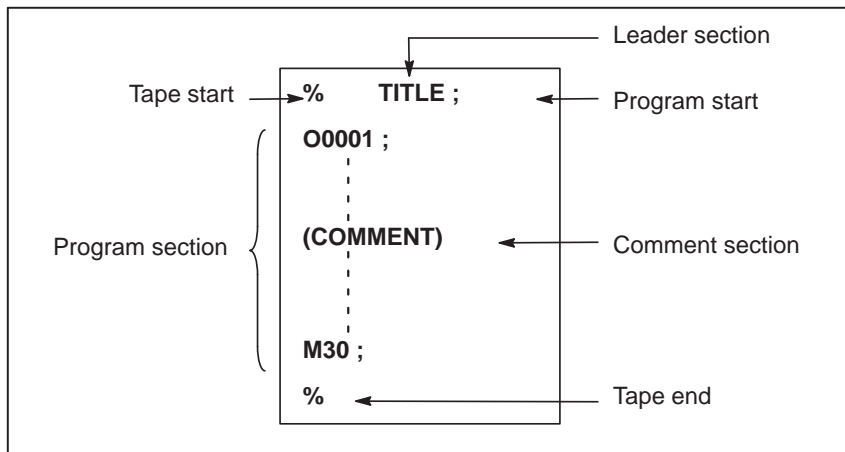 Leader section
Tape start % TITLE ; Program start
O0001 ;
Program section (COMMENT) Comment section
M30 ;
% Tape end